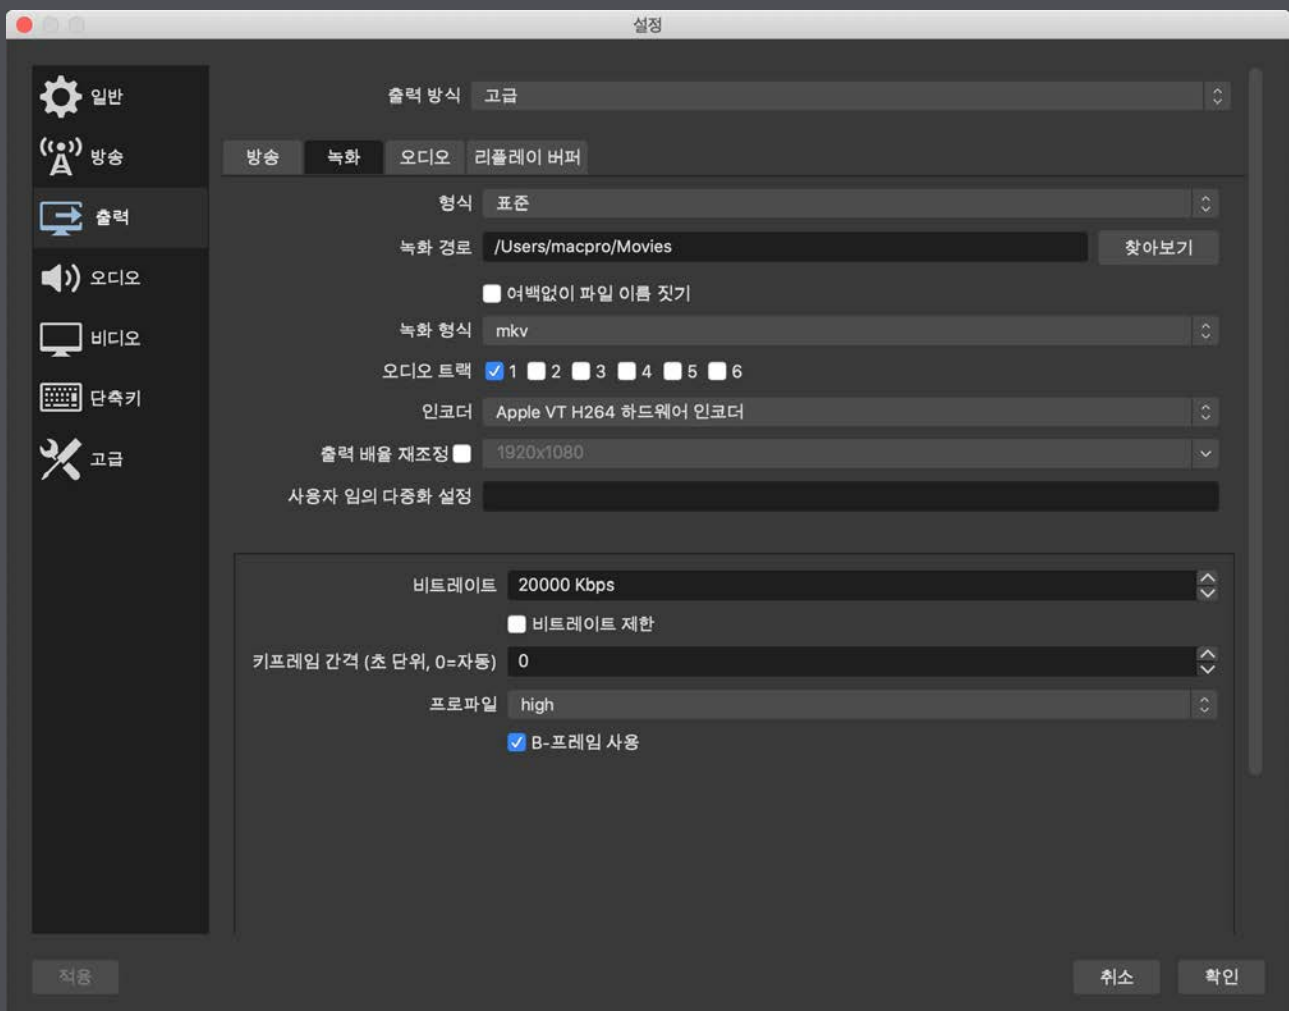 설정
일반
방송
출력
오디오
비디오
단축키
고급
출력 방식 고급
방송 녹화 오디오 리플레이 버퍼
형식 표준
녹화 경로 /Users/macpro/Movies 찾아보기
여백없이 파일 이름 짓기
녹화 형식 mkv
오디오 트랙 1 2 3 4 5 6
인코더 Apple VT H264 하드웨어 인코더
출력 배율 재조정 1920x1080
사용자 임의 다중화 설정
비트레이트 20000 Kbps
비트레이트 제한
키프레임 간격 (초 단위, 0=자동) 0
프로파일 high
B-프레임 사용
적용 취소 확인